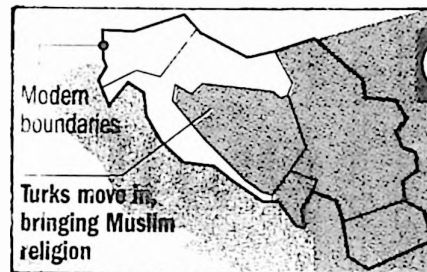 Modern
boundaries
Turks move in,
bringing Muslim
religion